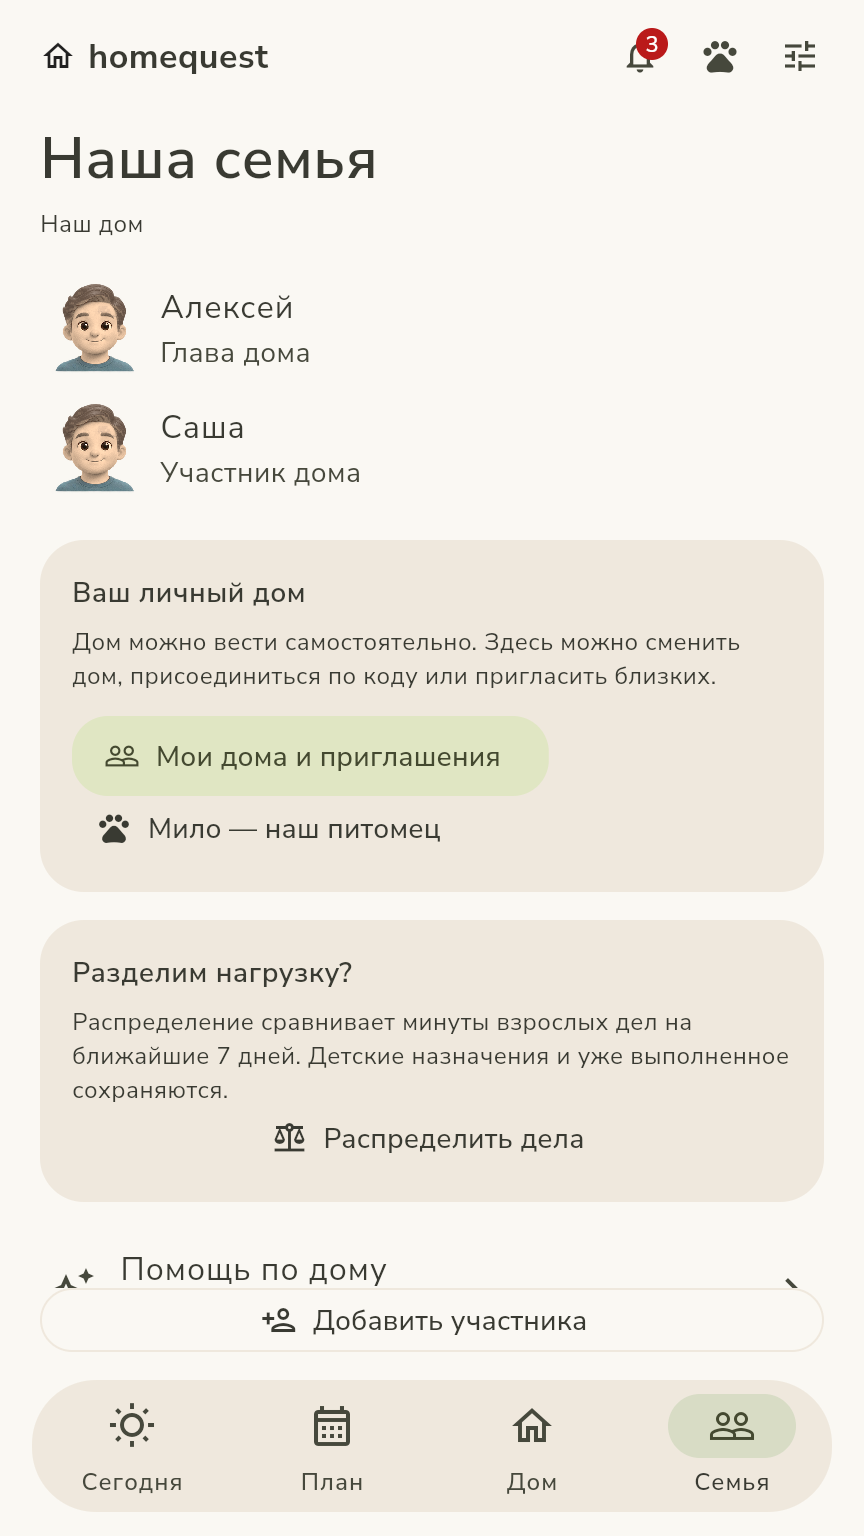 homequest
3
Наша семья
Наш дом
Алексей
Глава дома
Саша
Участник дома
Ваш личный дом
Дом можно вести самостоятельно. Здесь можно сменить
дом, присоединиться по коду или пригласить близких.
Мои дома и приглашения
Мило — наш питомец
Разделим нагрузку?
Распределение сравнивает минуты взрослых дел на
ближайшие 7 дней. Детские назначения и уже выполненное
сохраняются.
Распределить дела
Помощь по дому
Добавить участника
Сегодня
План
Дом
Семья